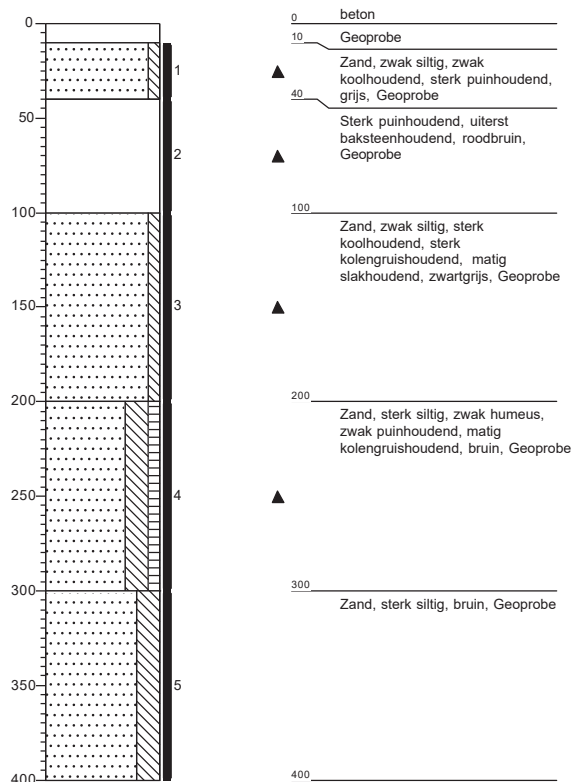 0
50
100
150
200
250
300
350
400
1
2
3
4
5
0
beton
10
Geoprobe
Zand, zwak siltig, zwak
koolhoudend, sterk puinhoudend,
grijs, Geoprobe
40
Sterk puinhoudend, uiterst
baksteenhoudend, roodbruin,
Geoprobe
100
Zand, zwak siltig, sterk
koolhoudend, sterk
kolengruishoudend, matig
slakhoudend, zwartgrijs, Geoprobe
200
Zand, sterk siltig, zwak humeus,
zwak puinhoudend, matig
kolengruishoudend, bruin, Geoprobe
300
Zand, sterk siltig, bruin, Geoprobe
400